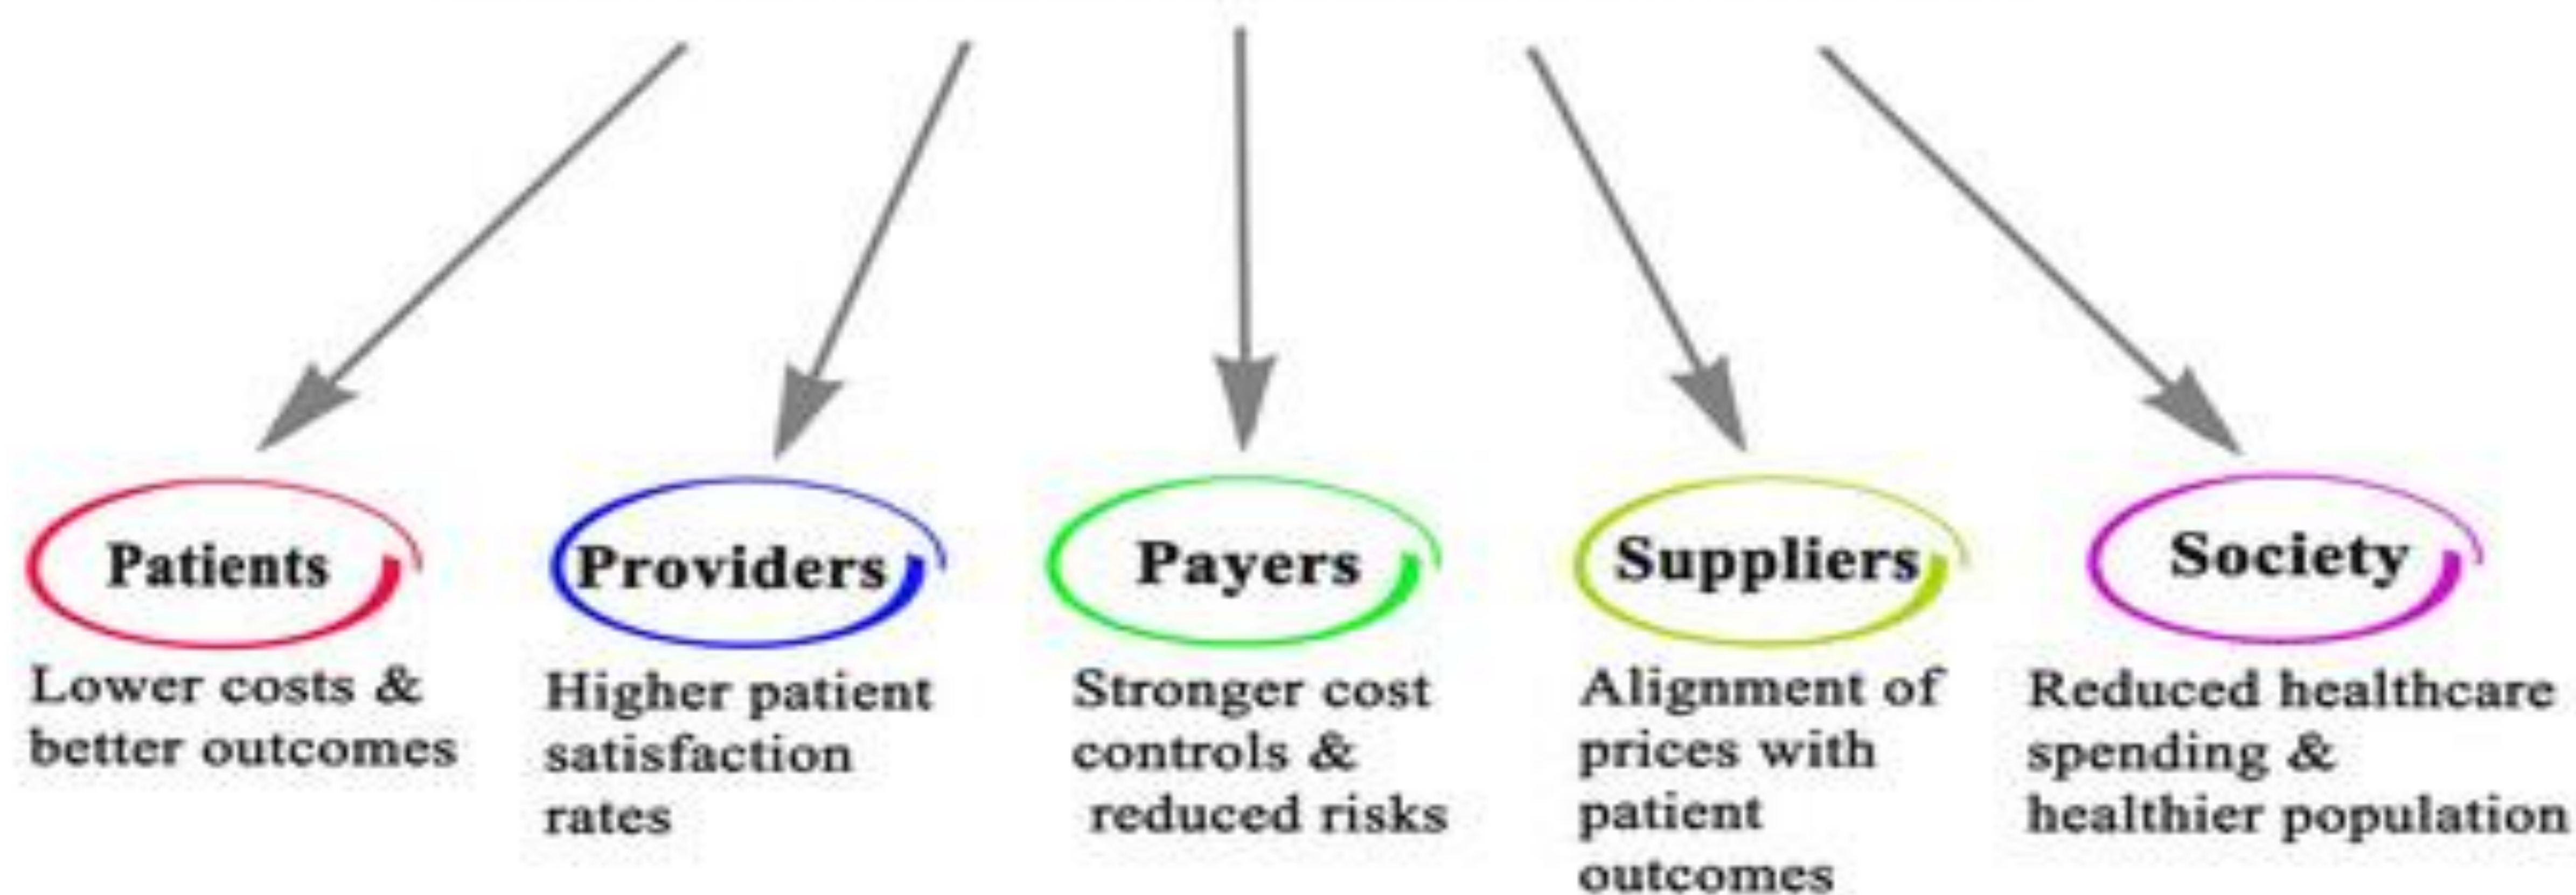 Patients
Lower costs &
better outcomes
Providers
Higher patient
satisfaction
rates
Payers
Stronger cost
controls &
reduced risks
Suppliers
Alignment of
prices with
patient
outcomes
Society
Reduced healthcare
spending &
healthier population